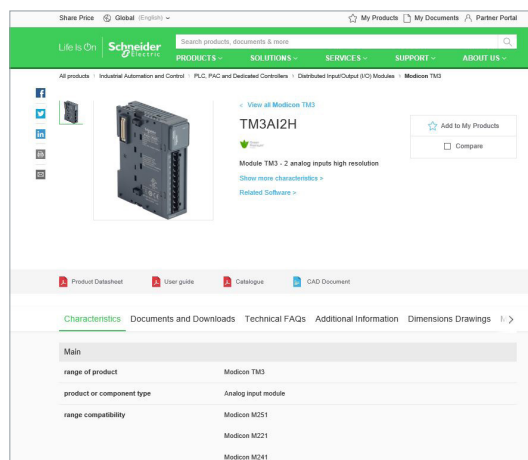 Share Price Global (English) My Products My Documents Partner Portal
Life Is On Schneider Electric
Search products, documents & more
PRODUCTS SOLUTIONS SERVICES SUPPORT ABOUT US
All products Industrial Automation and Control PLC, PAC and Dedicated Controllers Distributed Input/Output (I/O) Modules Modicon TM3
« View all Modicon TM3
TM3AI2H
Add to My Products
Compare
Module TM3 - 2 analog inputs high resolution
Show more characteristics >
Related Software >
Product Datasheet User guide Catalogue CAD Document
Characteristics Documents and Downloads Technical FAQs Additional Information Dimensions Drawings
Main
range of product Modicon TM3
product or component type Analog input module
range compatibility Modicon M251
Modicon M221
Modicon M241